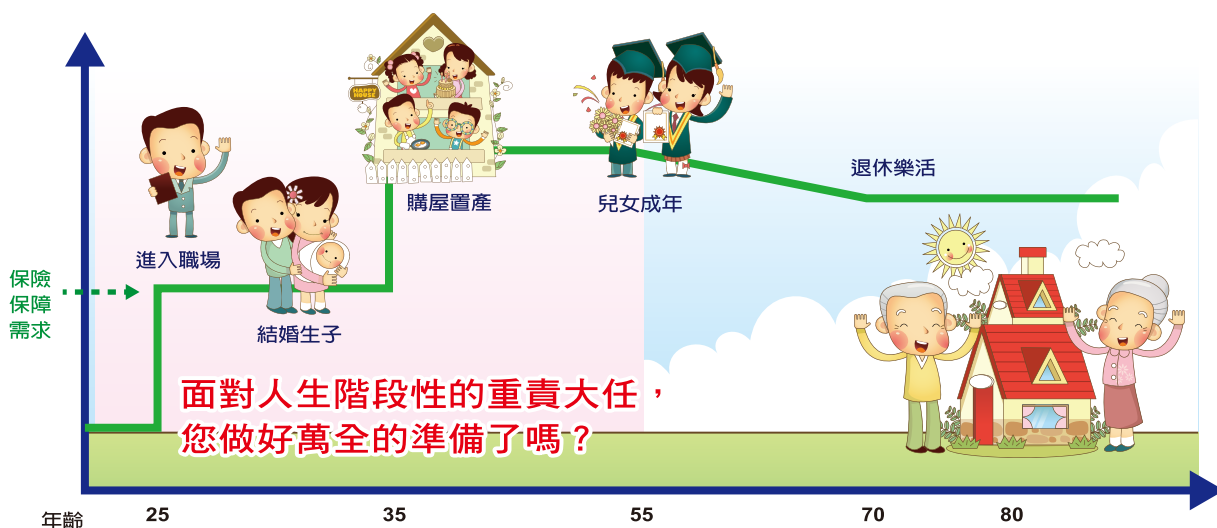 HAPPY
HOUSE
進入職場
結婚生子
購屋置產
兒女成年
退休樂活
保險
保障
需求
面對人生階段性的重責大任，
您做好萬全的準備了嗎？
年齡 25 35 55 70 80